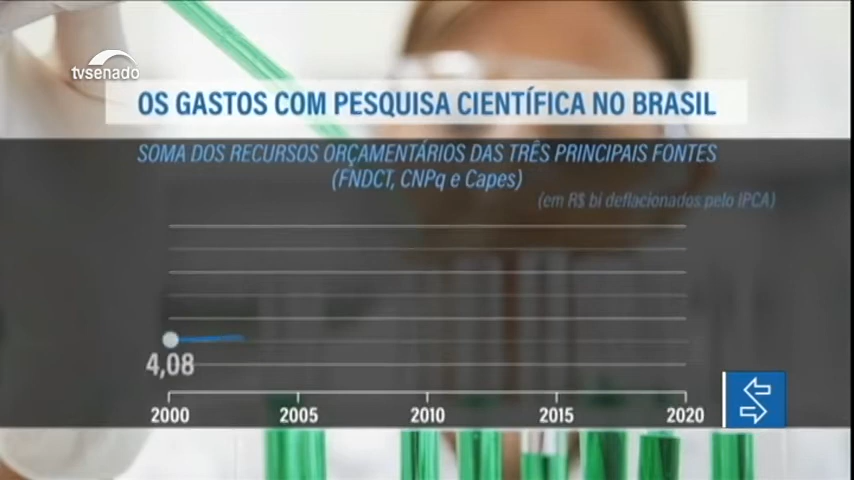 tvsenado
OS GASTOS COM PESQUISA CIENTÍFICA NO BRASIL
SOMA DOS RECURSOS ORÇAMENTÁRIOS DAS TRÊS PRINCIPAIS FONTES
(FNDCT, CNPq e Capes)
(em R$ bi deflacionados pelo IPCA)
4,08
2000 2005 2010 2015 2020